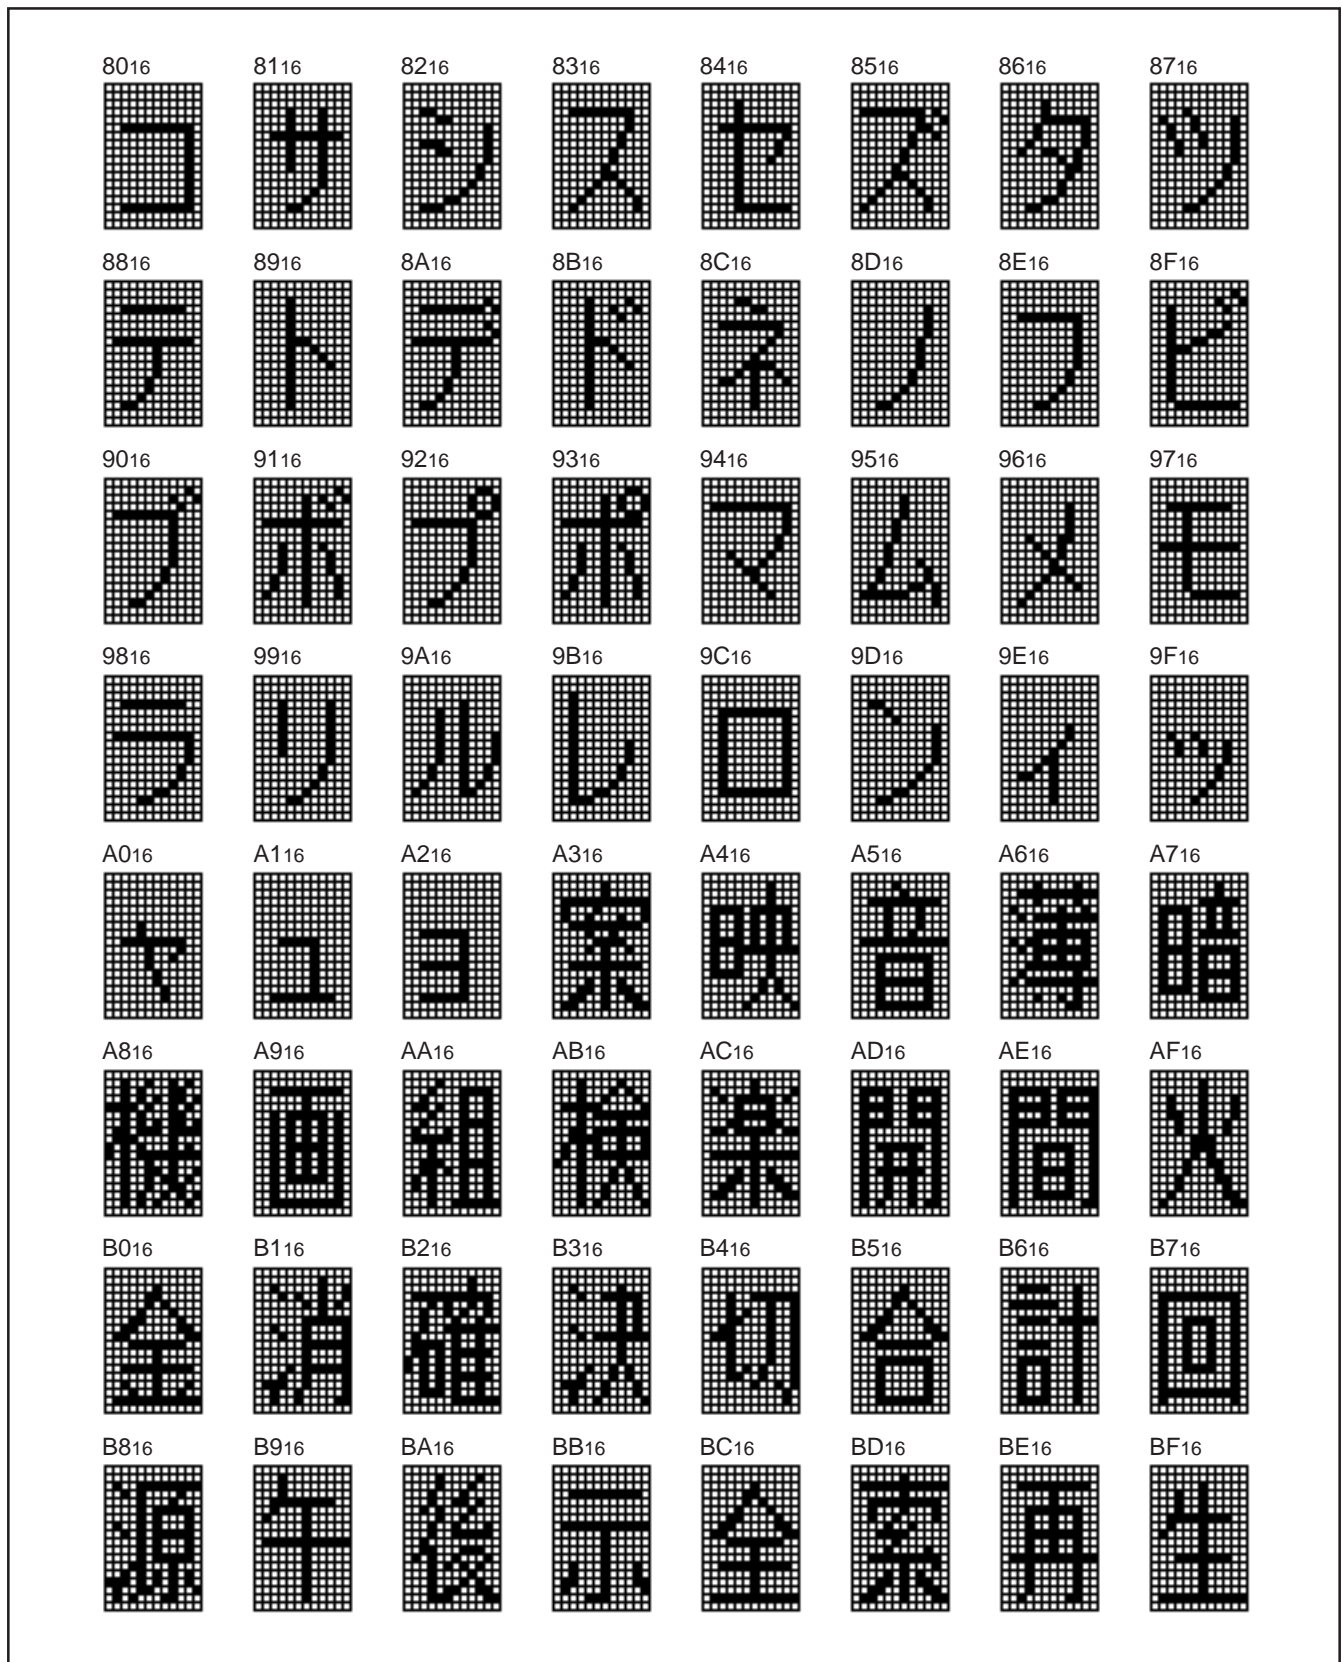 8016 8116 8216 8316 8416 8516 8616 8716
コ サ シ ス セ ズ タ ツ
8816 8916 8A16 8B16 8C16 8D16 8E16 8F16
テ ト デ ド ネ ノ フ ビ
9016 9116 9216 9316 9416 9516 9616 9716
ブ ボ プ ポ マ ム メ モ
9816 9916 9A16 9B16 9C16 9D16 9E16 9F16
ラ リ ル レ ロ ン ィ ッ
A016 A116 A216 A316 A416 A516 A616 A716
ャ ュ ョ 案 映 音 薄 暗
A816 A916 AA16 AB16 AC16 AD16 AE16 AF16
機 画 組 検 楽 開 間 火
B016 B116 B216 B316 B416 B516 B616 B716
金 消 確 決 切 合 計 回
B816 B916 BA16 BB16 BC16 BD16 BE16 BF16
源 午 後 示 全 索 再 生